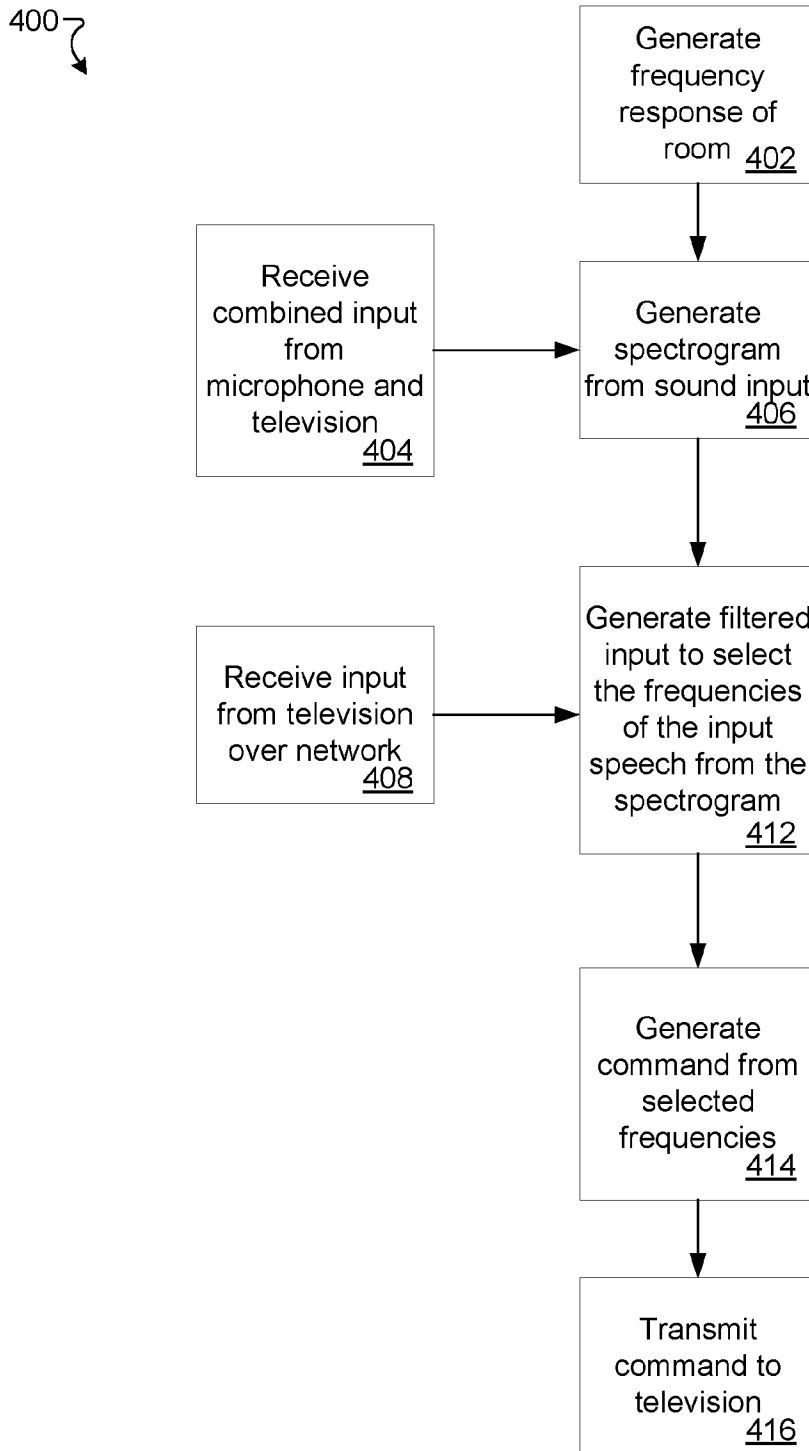 400
Generate
frequency
response of
room 402
Receive
combined input
from
microphone and
television
404
Generate
spectrogram
from sound input
406
Receive input
from television
over network
408
Generate filtered
input to select
the frequencies
of the input
speech from the
spectrogram
412
Generate
command from
selected
frequencies
414
Transmit
command to
television
416